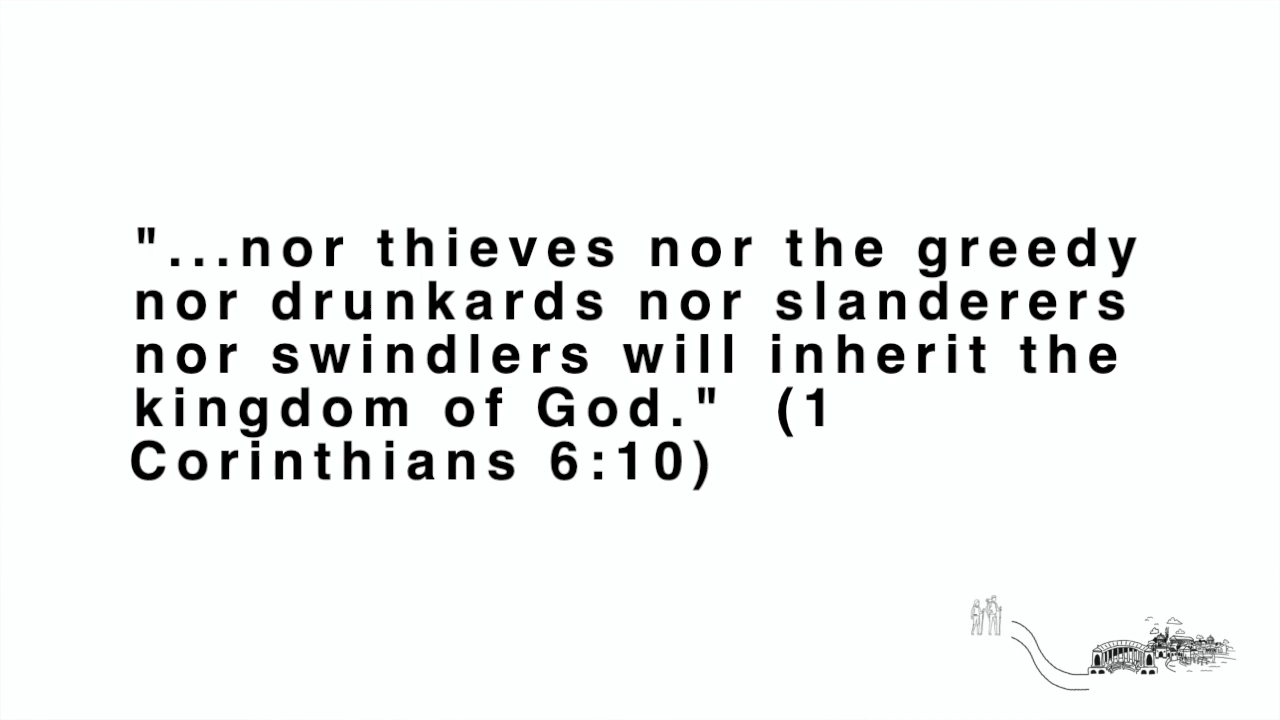 "...nor thieves nor the greedy
nor drunkards nor slanderers
nor swindlers will inherit the
kingdom of God."  (1
Corinthians 6:10)